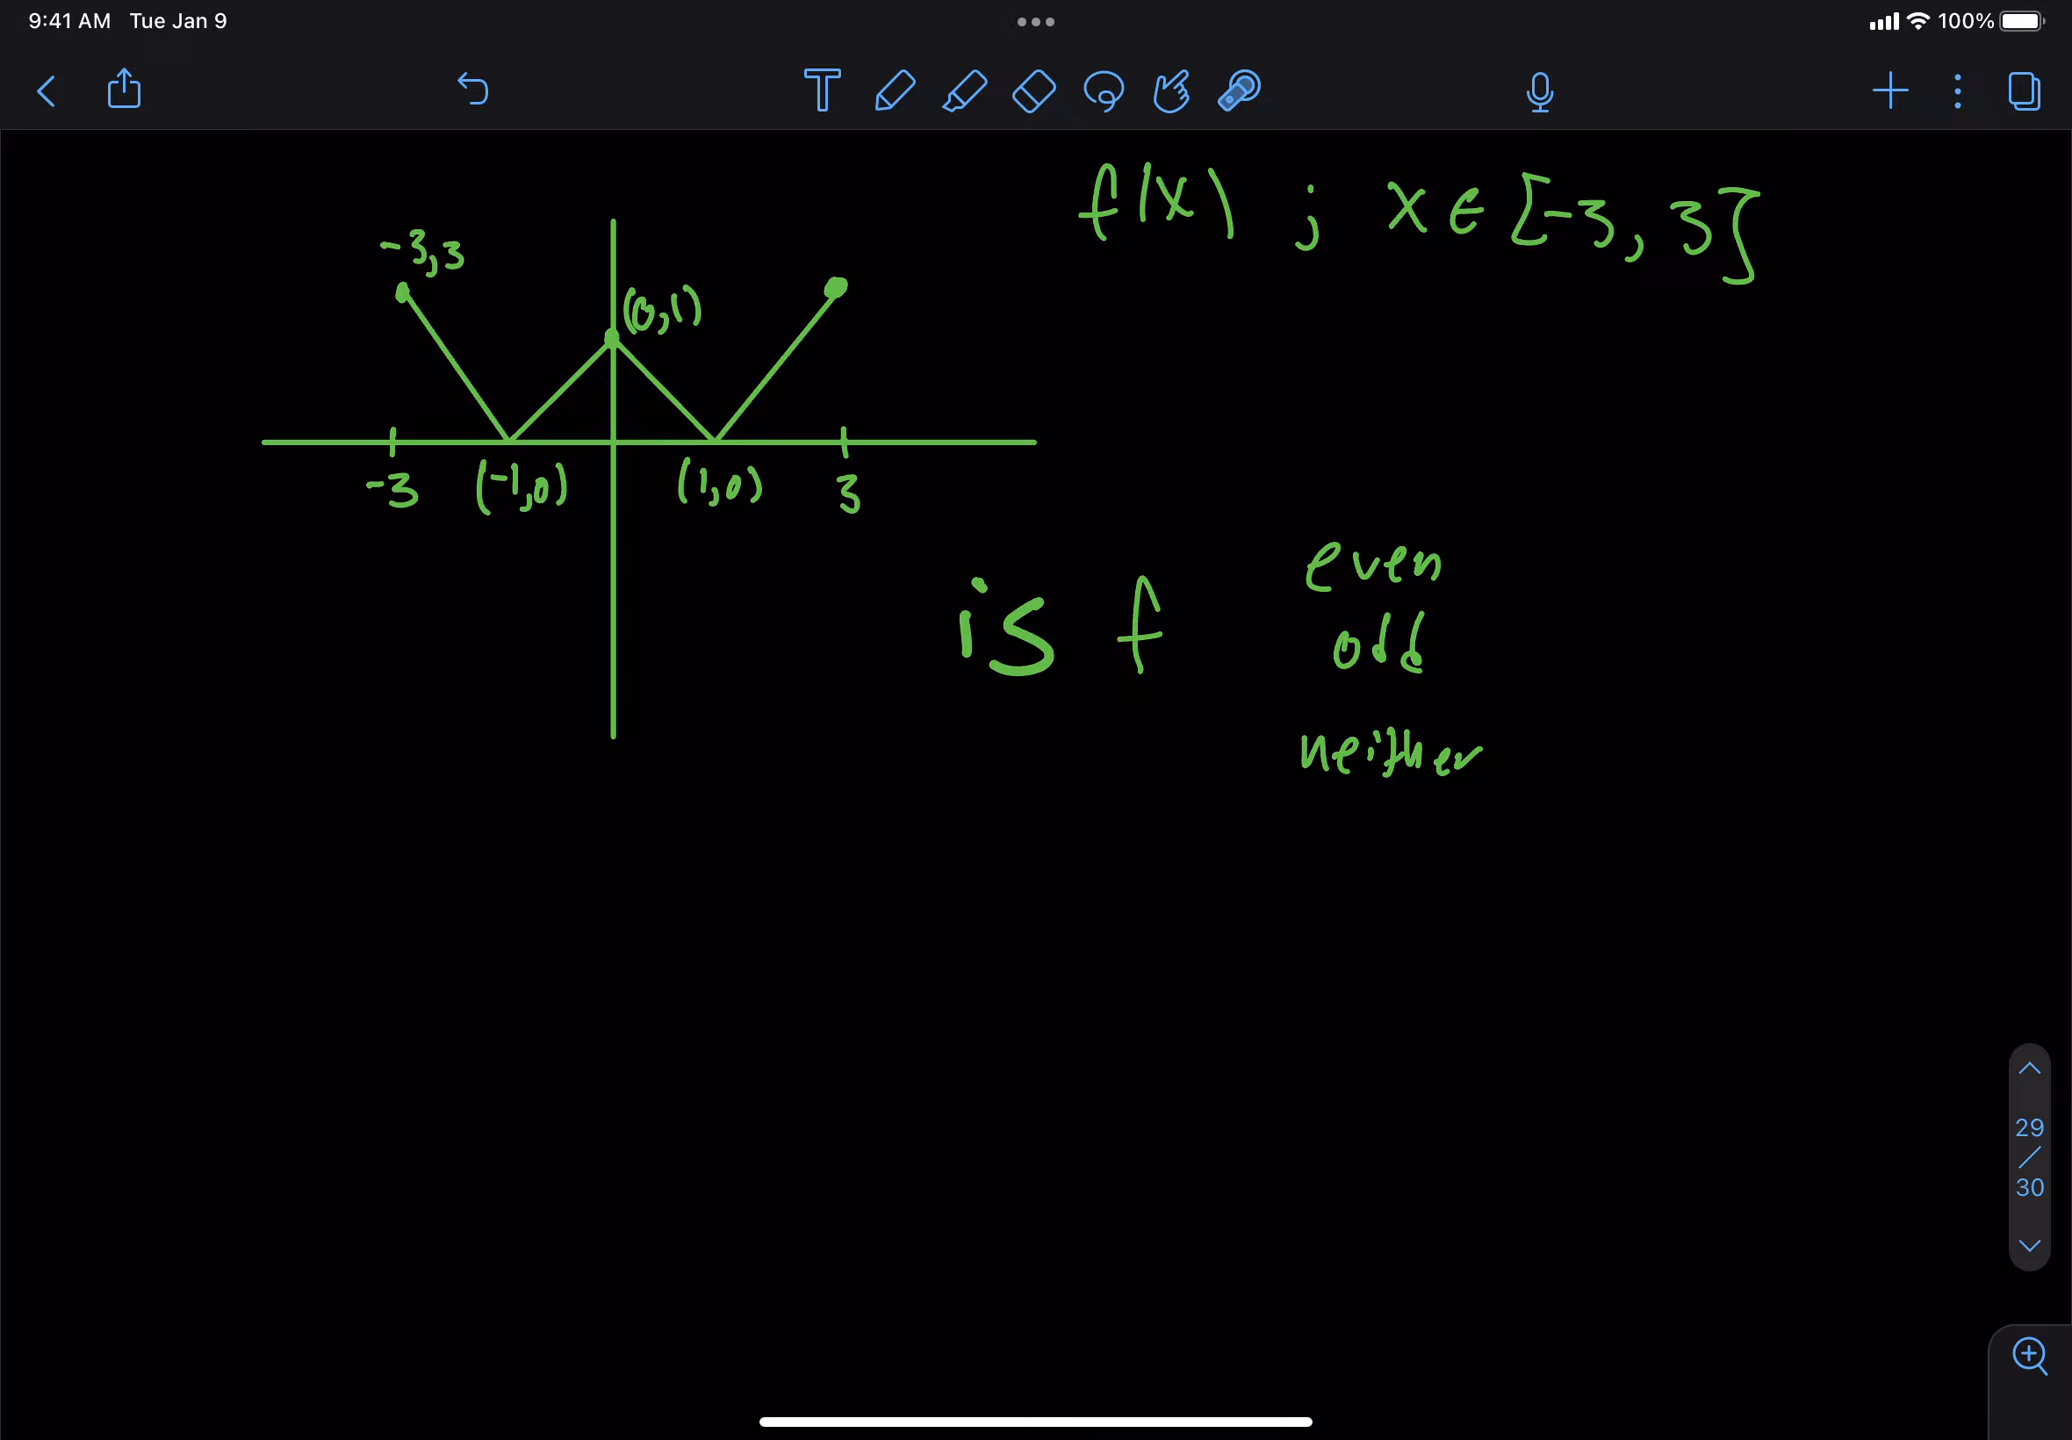 9:41 AM Tue Jan 9
100%
f(x) ; x ∈ [-3, 3]
-3,3
(0,1)
-3 (-1,0) (1,0) 3
is f
even
odd
neither
29
/
30